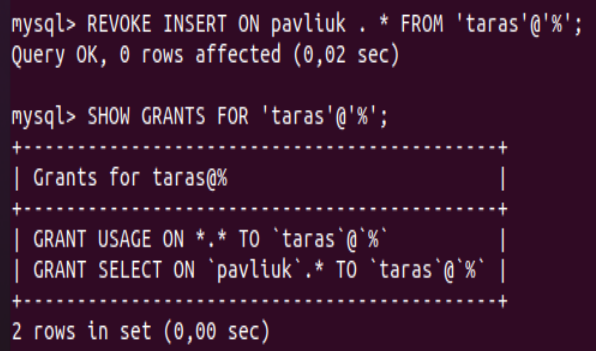 mysql> REVOKE INSERT ON pavliuk . * FROM 'taras'@'%';
Query OK, 0 rows affected (0,02 sec)

mysql> SHOW GRANTS FOR 'taras'@'%';
+-------------------------------------------+
| Grants for taras@%                        |
+-------------------------------------------+
| GRANT USAGE ON *.* TO `taras`@`%`         |
| GRANT SELECT ON `pavliuk`.* TO `taras`@`%` |
+-------------------------------------------+
2 rows in set (0,00 sec)